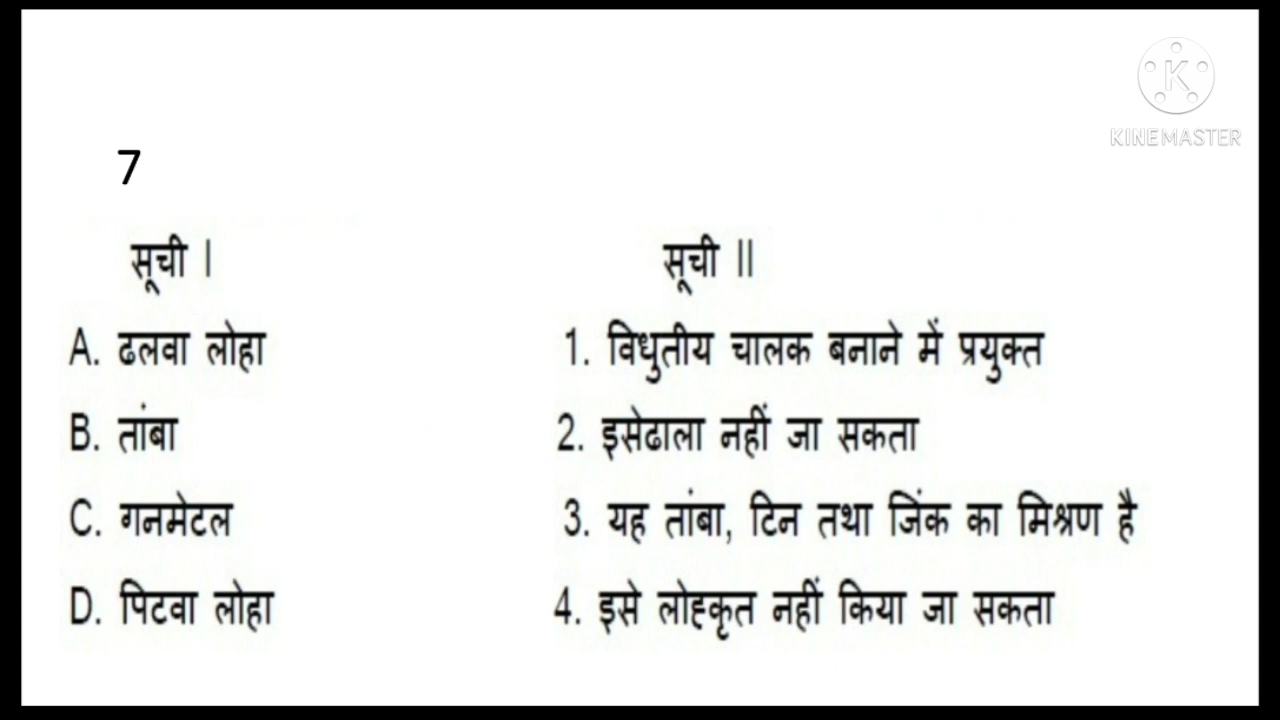 K
KINEMASTER
7
सूची I सूची II
A. ढलवा लोहा 1. विधुतीय चालक बनाने में प्रयुक्त
B. तांबा 2. इसेढाला नहीं जा सकता
C. गनमेटल 3. यह तांबा, टिन तथा जिंक का मिश्रण है
D. पिटवा लोहा 4. इसे लोह्कृत नहीं किया जा सकता